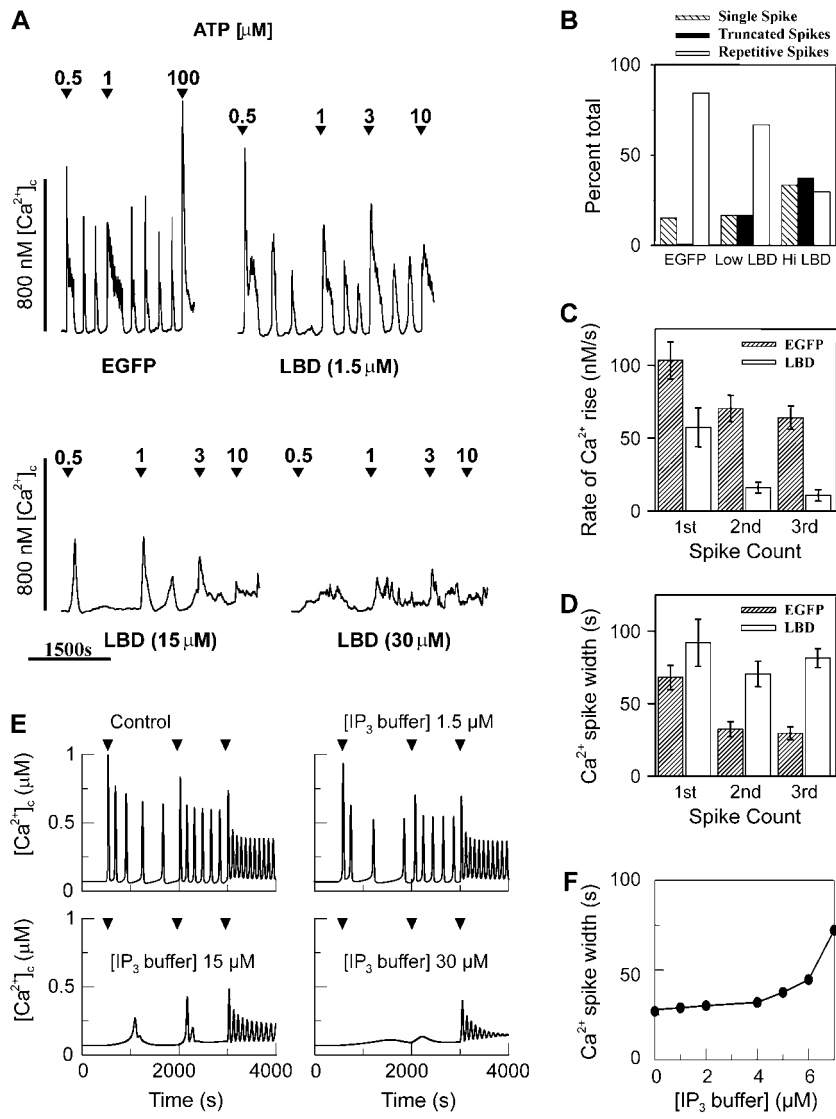 A
ATP [µM]
0.5 1 100
0.5 1 3 10
800 nM [Ca2+]c
EGFP
LBD (1.5 µM)
0.5 1 3 10
0.5 1 3 10
800 nM [Ca2+]c
LBD (15 µM)
LBD (30 µM)
1500s
B
Single Spike
Truncated Spikes
Repetitive Spikes
Percent total
100
50
0
EGFP Low LBD Hi LBD
C
Rate of Ca2+ rise (nM/s)
EGFP
LBD
100
50
0
1st 2nd 3rd
Spike Count
D
Ca2+ spike width (s)
EGFP
LBD
100
50
0
1st 2nd 3rd
Spike Count
E
Control
[IP3 buffer] 1.5 µM
[Ca2+]c (µM)
1
0.5
0
[IP3 buffer] 15 µM
[IP3 buffer] 30 µM
[Ca2+]c (µM)
1
0.5
0
0 2000 4000
0 2000 4000
Time (s)
Time (s)
F
Ca2+ spike width (s)
100
50
0
0 2 4 6
[IP3 buffer] (µM)